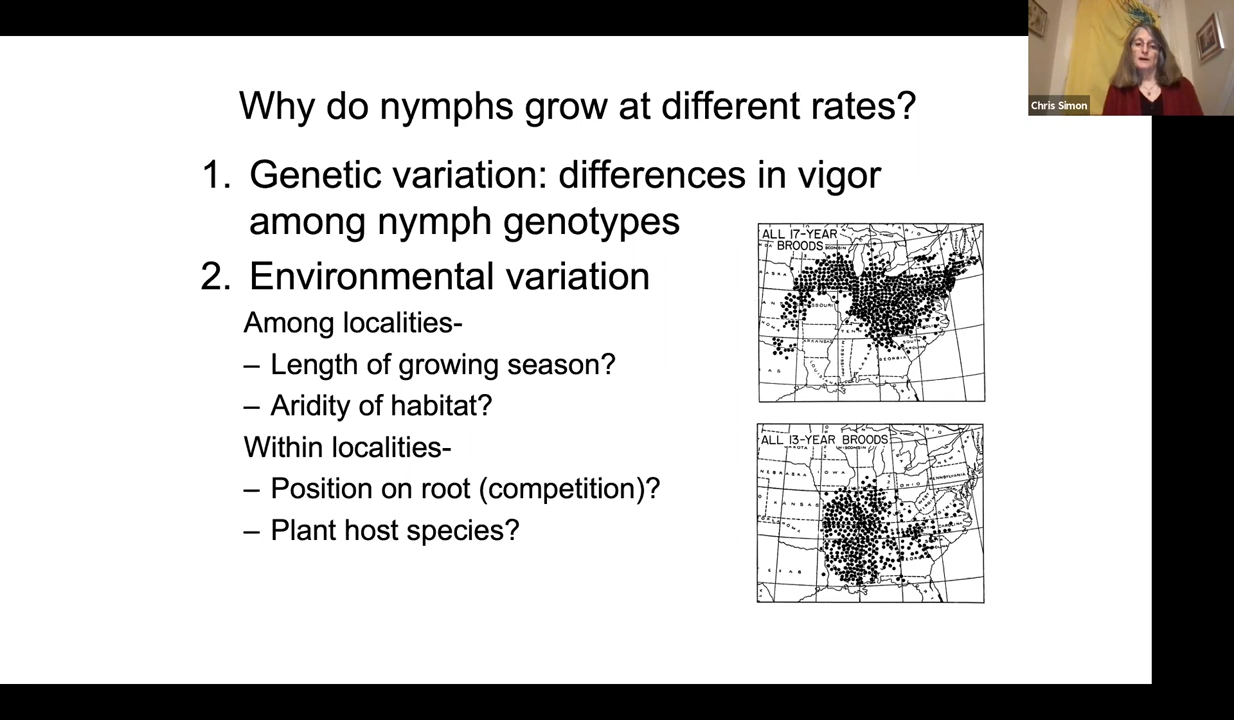 Why do nymphs grow at different rates?
1. Genetic variation: differences in vigor
among nymph genotypes
2. Environmental variation
Among localities-
– Length of growing season?
– Aridity of habitat?
Within localities-
– Position on root (competition)?
– Plant host species?
ALL 17-YEAR
BROODS
ALL 13-YEAR BROODS
Chris Simon